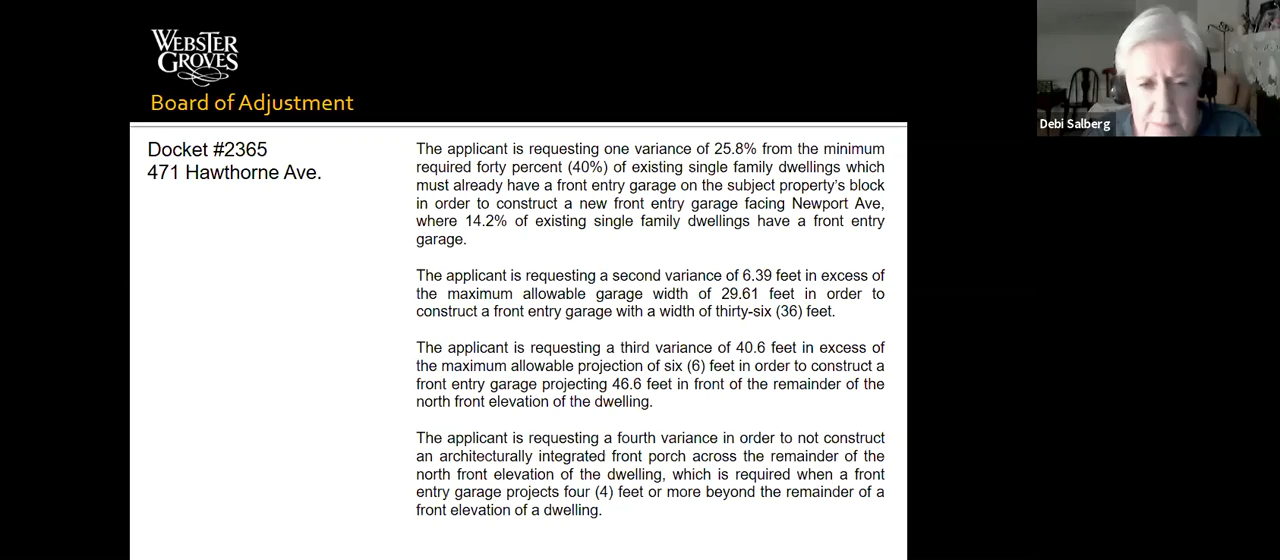 WEBSTER
GROVES
Board of Adjustment
Debi Salberg
Docket #2365
471 Hawthorne Ave.
The applicant is requesting one variance of 25.8% from the minimum
required forty percent (40%) of existing single family dwellings which
must already have a front entry garage on the subject property's block
in order to construct a new front entry garage facing Newport Ave,
where 14.2% of existing single family dwellings have a front entry
garage.
The applicant is requesting a second variance of 6.39 feet in excess of
the maximum allowable garage width of 29.61 feet in order to
construct a front entry garage with a width of thirty-six (36) feet.
The applicant is requesting a third variance of 40.6 feet in excess of
the maximum allowable projection of six (6) feet in order to construct a
front entry garage projecting 46.6 feet in front of the remainder of the
north front elevation of the dwelling.
The applicant is requesting a fourth variance in order to not construct
an architecturally integrated front porch across the remainder of the
north front elevation of the dwelling, which is required when a front
entry garage projects four (4) feet or more beyond the remainder of a
front elevation of a dwelling.